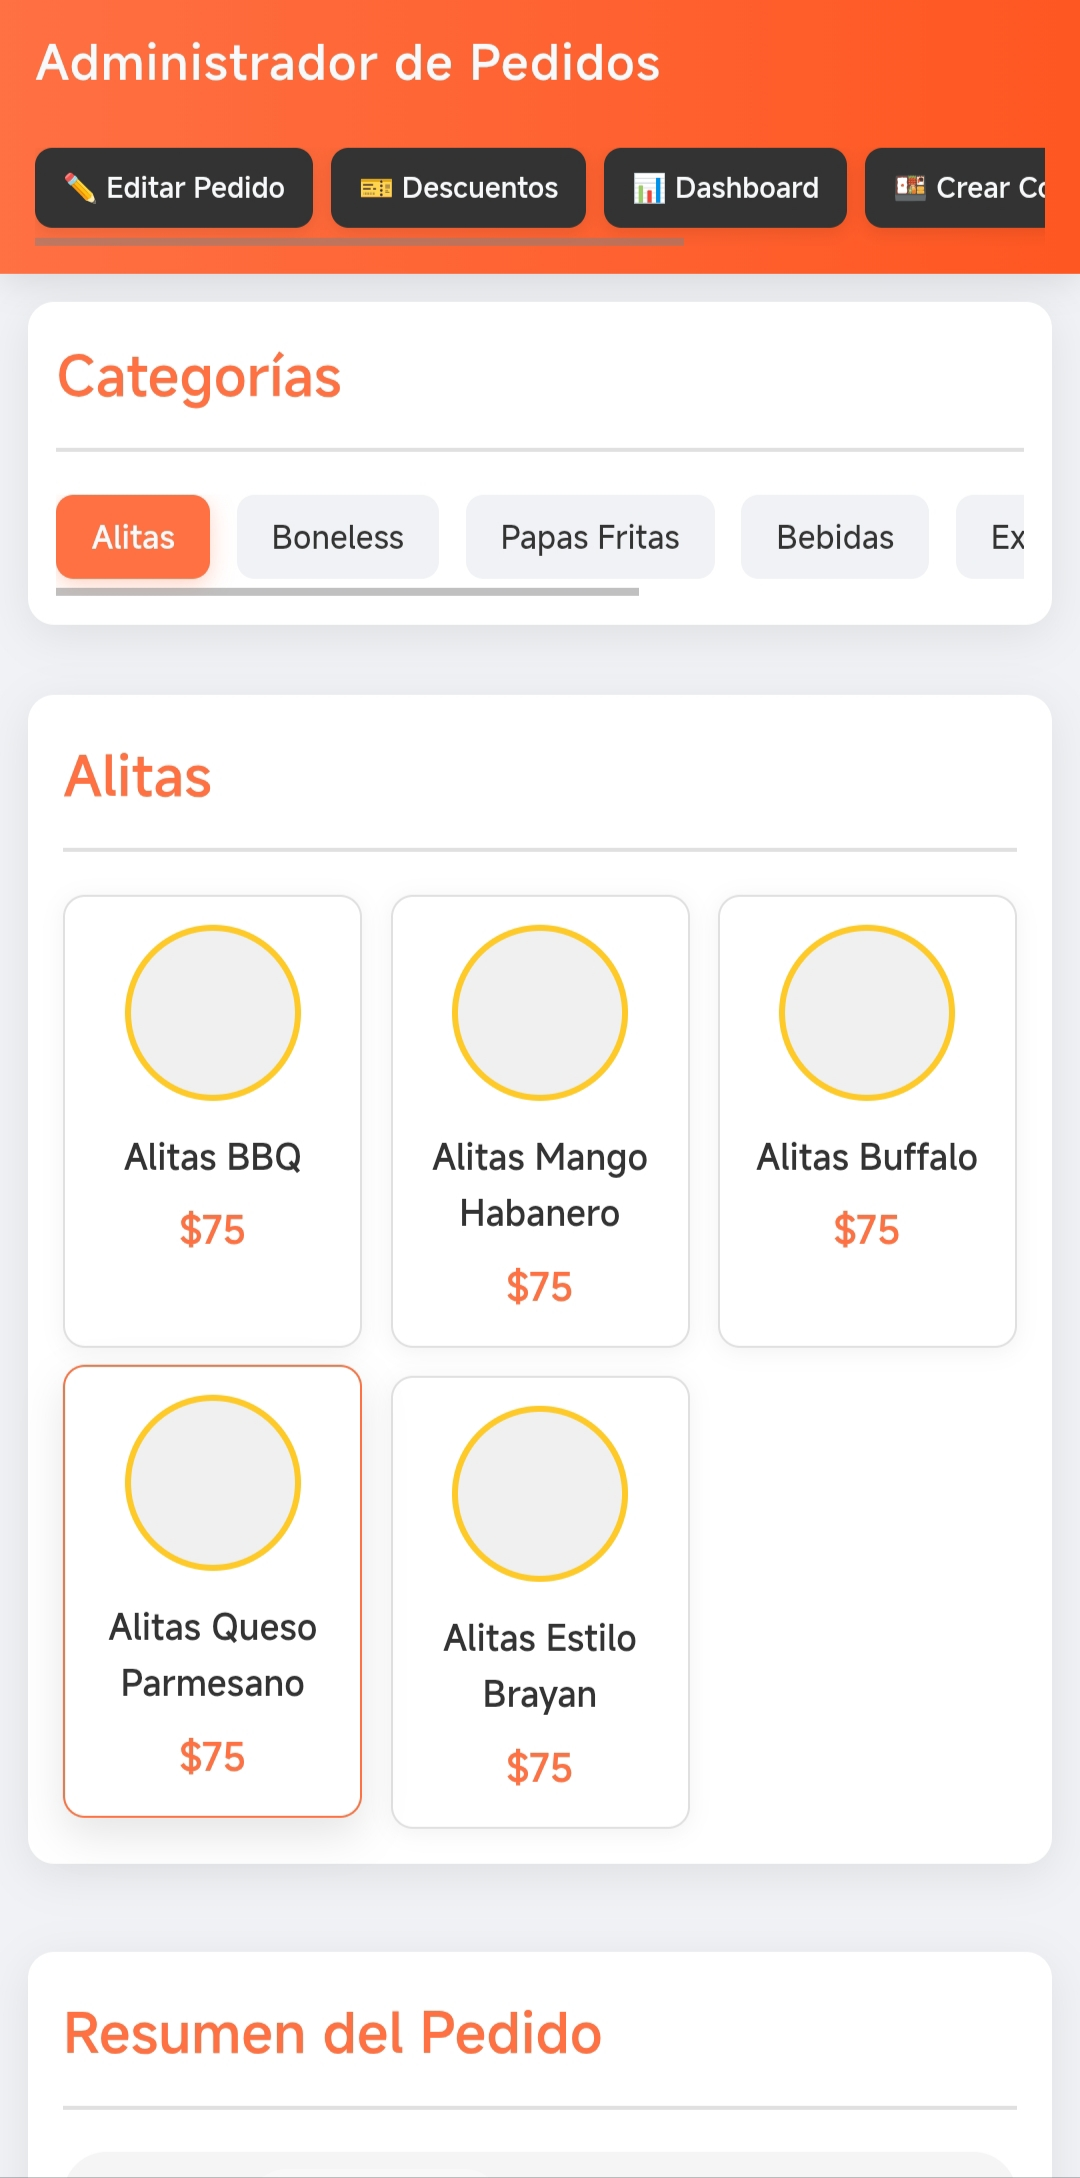 Administrador de Pedidos
✏️ Editar Pedido
🎫 Descuentos
📊 Dashboard
🍱 Crear Co
Categorías
Alitas
Boneless
Papas Fritas
Bebidas
Ex
Alitas
Alitas BBQ
$75
Alitas Mango
Habanero
$75
Alitas Buffalo
$75
Alitas Queso
Parmesano
$75
Alitas Estilo
Brayan
$75
Resumen del Pedido